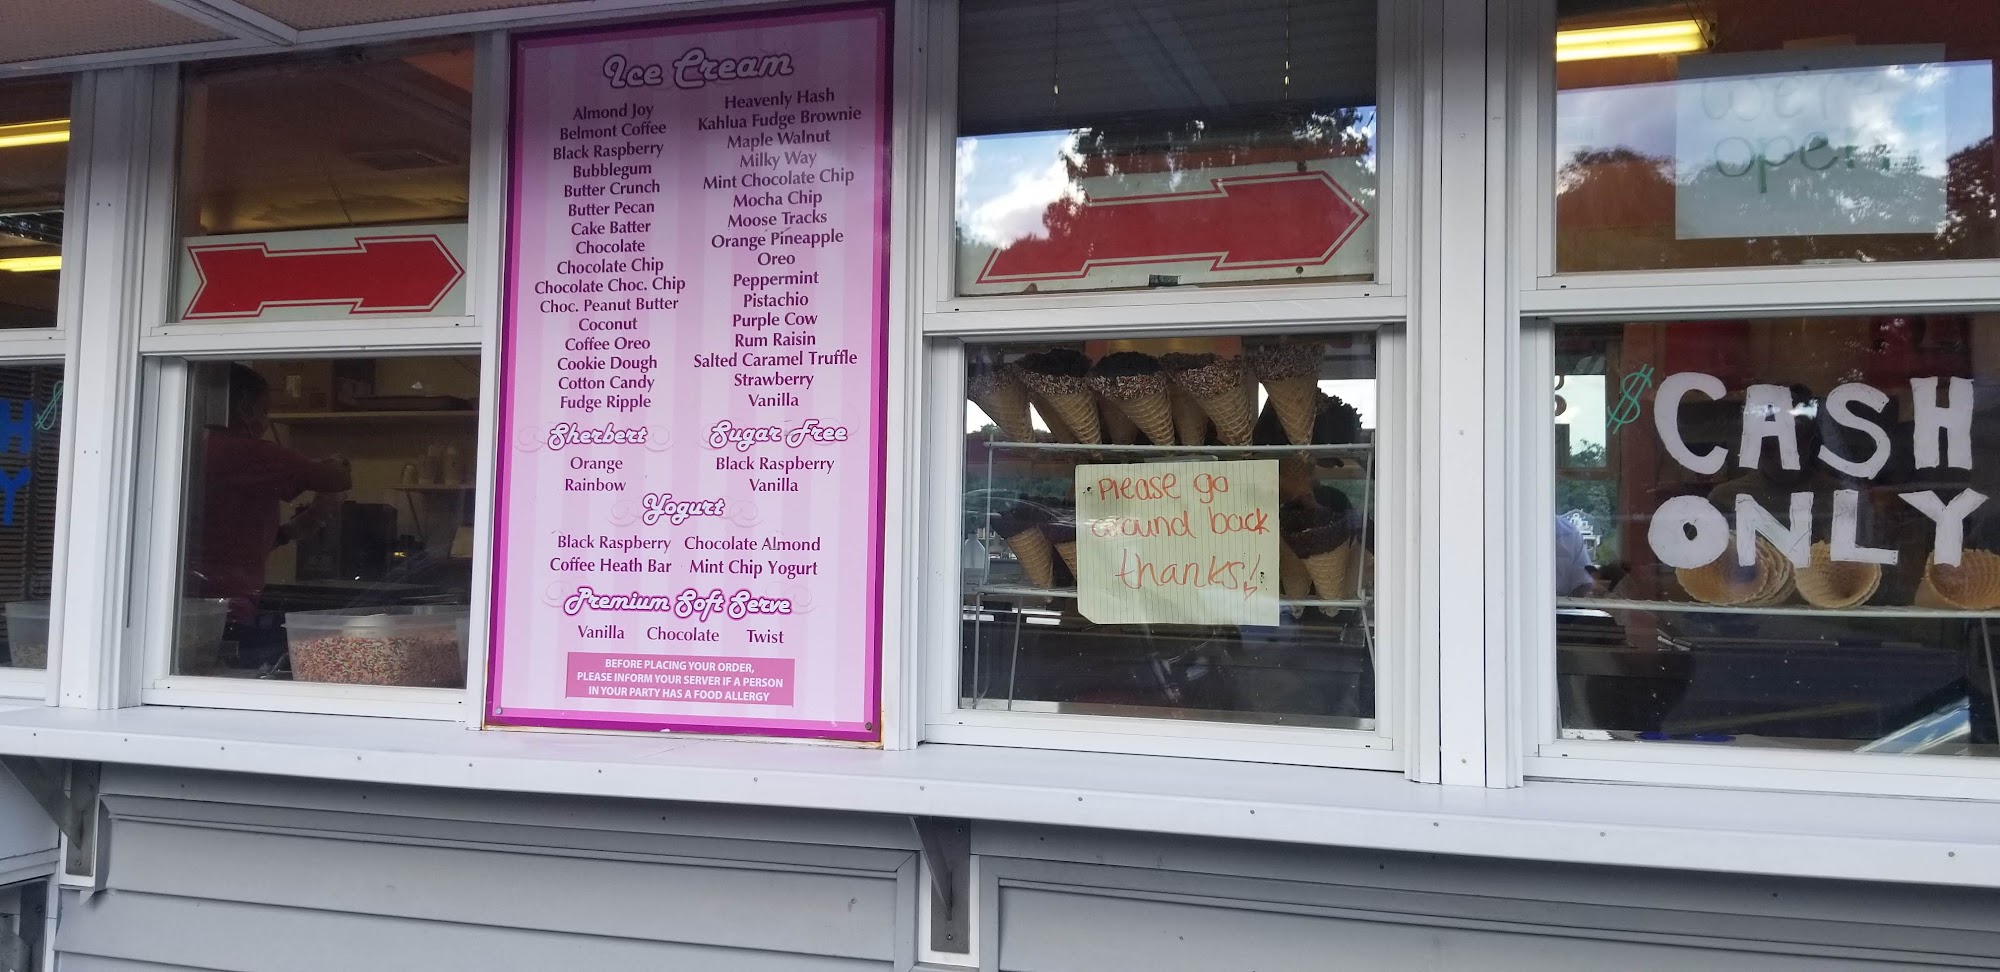 Ice Cream
Almond Joy
Belmont Coffee
Black Raspberry
Bubblegum
Butter Crunch
Butter Pecan
Cake Batter
Chocolate
Chocolate Chip
Chocolate Choc. Chip
Choc. Peanut Butter
Coconut
Coffee Oreo
Cookie Dough
Cotton Candy
Fudge Ripple
Heavenly Hash
Kahlua Fudge Brownie
Maple Walnut
Milky Way
Mint Chocolate Chip
Mocha Chip
Moose Tracks
Orange Pineapple
Oreo
Peppermint
Pistachio
Purple Cow
Rum Raisin
Salted Caramel Truffle
Strawberry
Vanilla
Sherbert
Orange
Rainbow
Sugar Free
Black Raspberry
Vanilla
Yogurt
Black Raspberry Chocolate Almond
Coffee Heath Bar Mint Chip Yogurt
Premium Soft Serve
Vanilla Chocolate Twist
BEFORE PLACING YOUR ORDER,
PLEASE INFORM YOUR SERVER IF A PERSON
IN YOUR PARTY HAS A FOOD ALLERGY
Please go
around back
thanks!
we're
open
$ CASH
ONLY
H $
Y